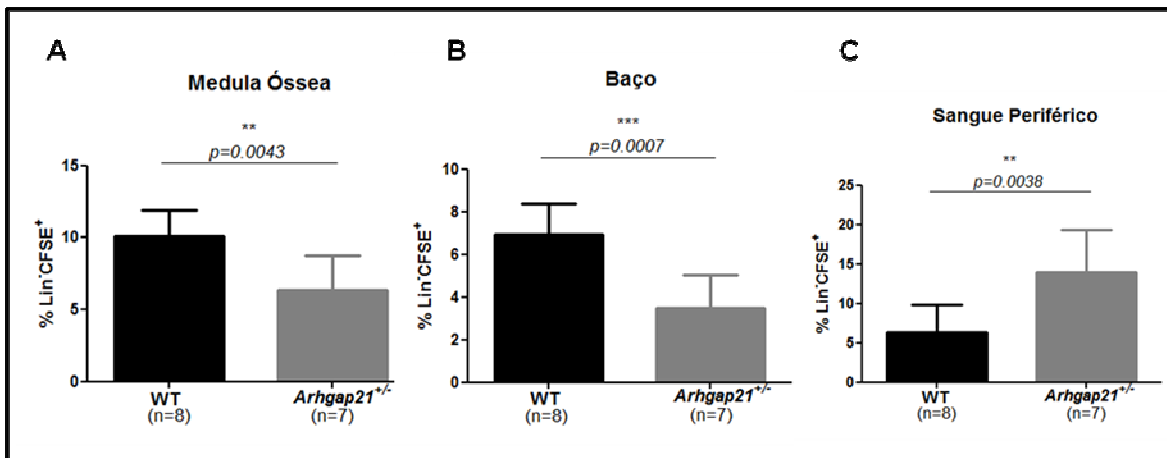 A
Medula Óssea
**
p=0.0043
% Lin-CFSE+
15
10
5
0
WT
(n=8)
Arhgap21+/-
(n=7)
B
Baço
***
p=0.0007
% Lin-CFSE+
10
8
6
4
2
0
WT
(n=8)
Arhgap21+/-
(n=7)
C
Sangue Periférico
**
p=0.0038
% Lin-CFSE+
25
20
15
10
5
0
WT
(n=8)
Arhgap21+/-
(n=7)